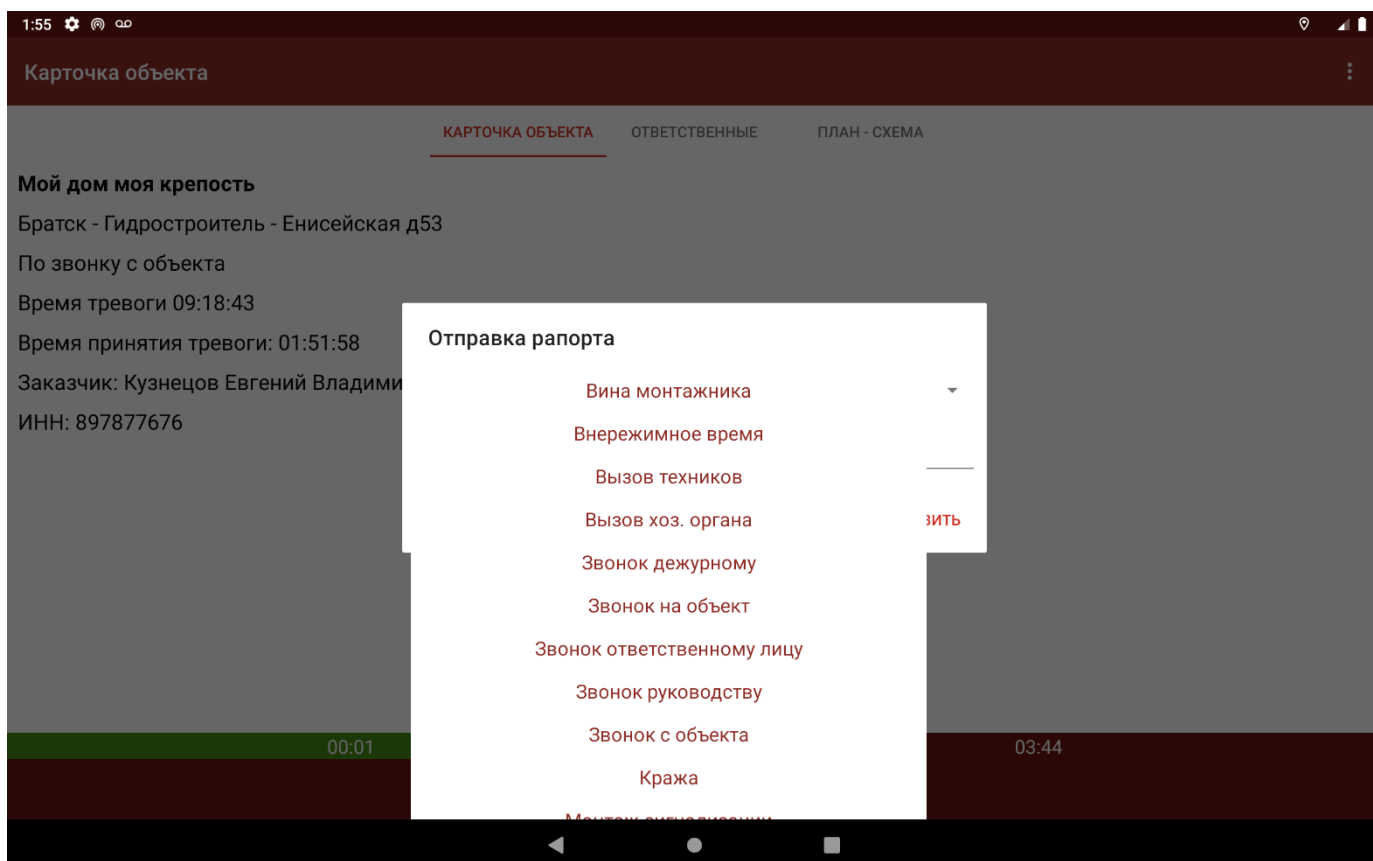 1:55
Карточка объекта
КАРТОЧКА ОБЪЕКТА ОТВЕТСТВЕННЫЕ ПЛАН - СХЕМА
Мой дом моя крепость
Братск - Гидростроитель - Енисейская д53
По звонку с объекта
Время тревоги 09:18:43
Время принятия тревоги: 01:51:58
Заказчик: Кузнецов Евгений Владими
ИНН: 897877676
Отправка рапорта
Вина монтажника
Внережимное время
Вызов техников
Вызов хоз. органа
Звонок дежурному
Звонок на объект
Звонок ответственному лицу
Звонок руководству
Звонок с объекта
Кража
00:01 03:44